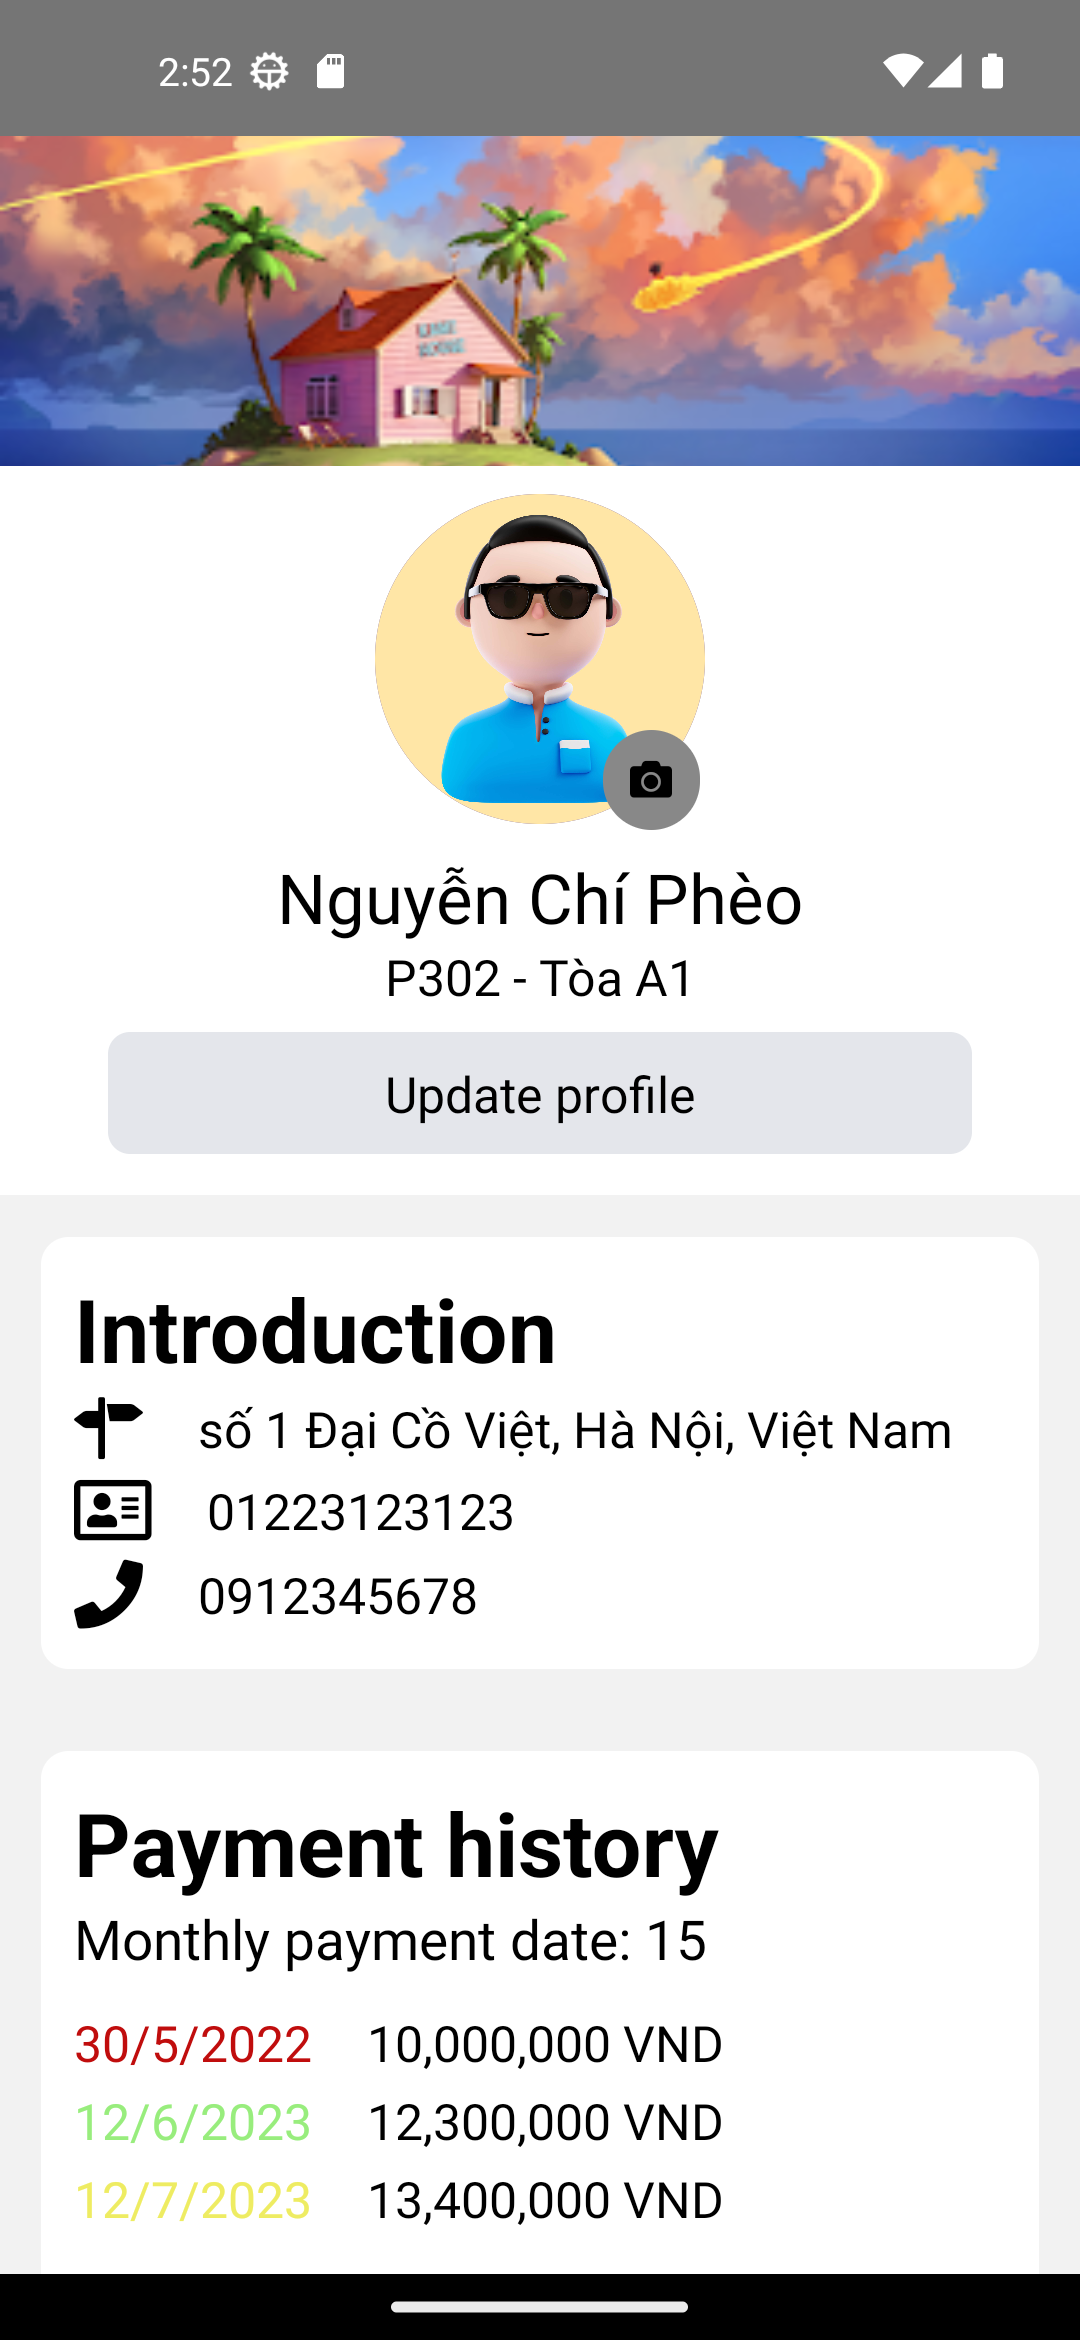 2:52
Nguyễn Chí Phèo
P302 - Tòa A1
Update profile
Introduction
số 1 Đại Cồ Việt, Hà Nội, Việt Nam
01223123123
0912345678
Payment history
Monthly payment date: 15
30/5/2022 10,000,000 VND
12/6/2023 12,300,000 VND
12/7/2023 13,400,000 VND